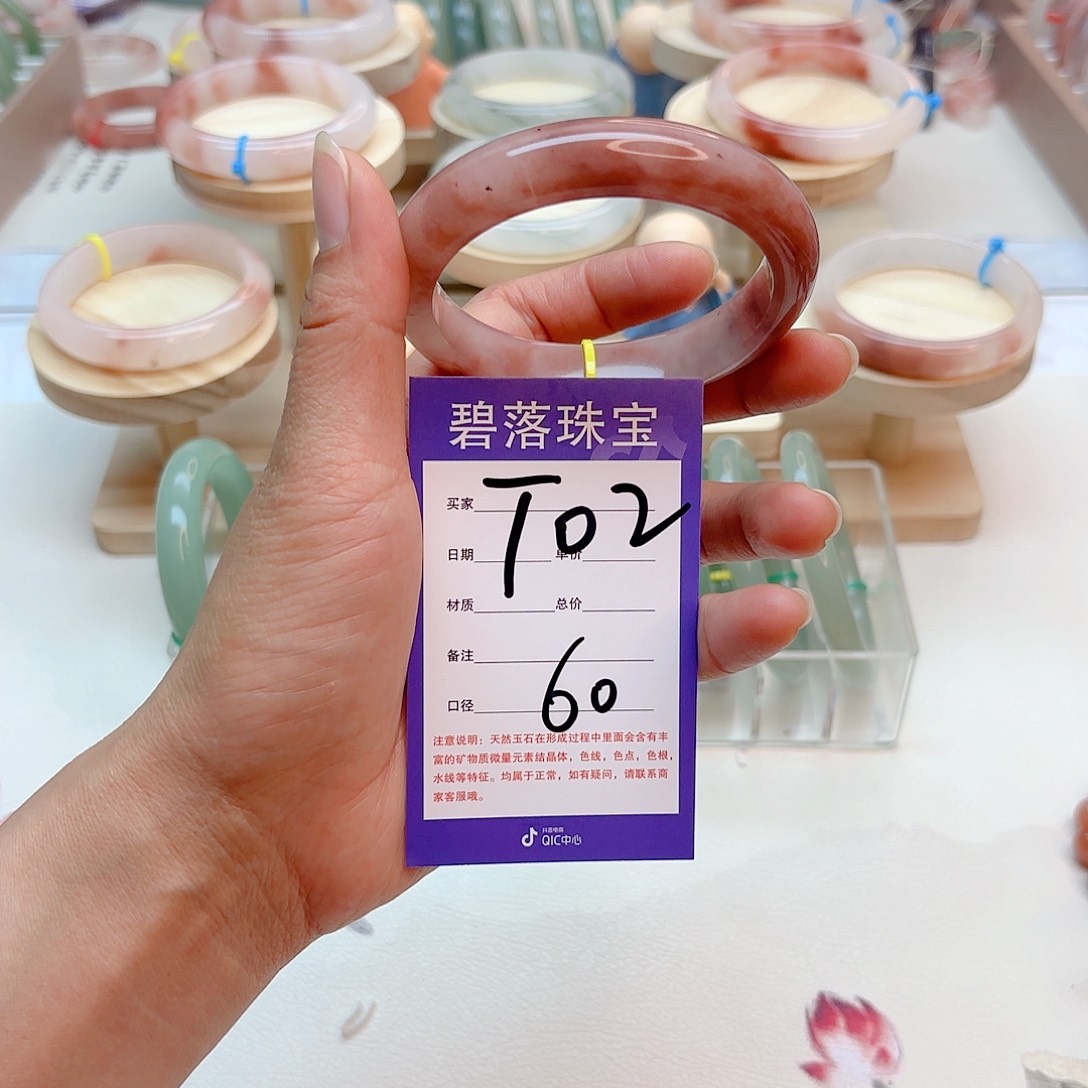 碧落珠宝
买家
T02
日期 单价
材质 总价
备注
口径 60
注意说明：天然玉石在形成过程中里面会含有丰
富的矿物质微量元素结晶体，色线，色点，色根，
水线等特征。均属于正常，如有疑问，请联系商
家客服哦。
抖音电商
QIC中心